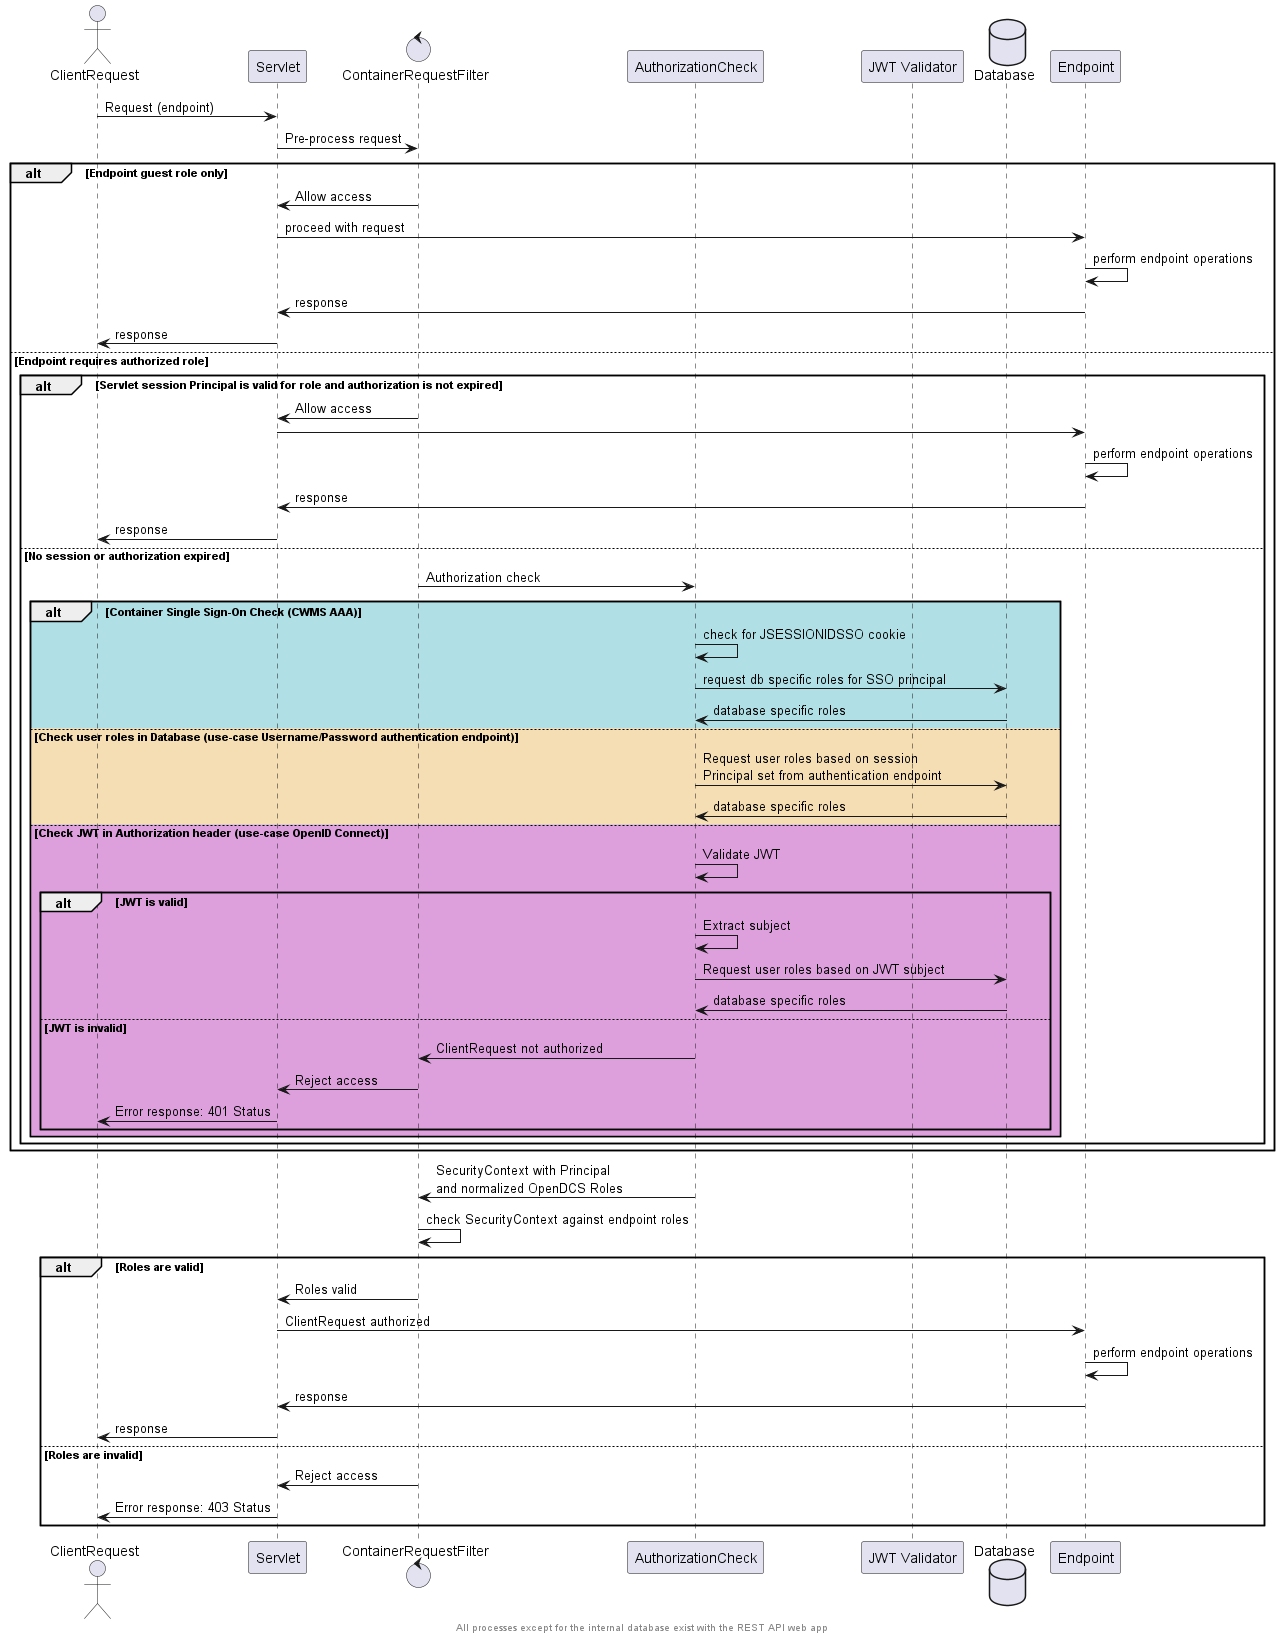 ClientRequest
Servlet
ContainerRequestFilter
AuthorizationCheck
JWT Validator
Database
Endpoint
Request (endpoint)
Pre-process request
alt
[Endpoint guest role only]
Allow access
proceed with request
perform endpoint operations
response
response
[Endpoint requires authorized role]
alt
[Servlet session Principal is valid for role and authorization is not expired]
Allow access
perform endpoint operations
response
response
[No session or authorization expired]
Authorization check
alt
[Container Single Sign-On Check (CWMS AAA)]
check for JSESSIONIDSSO cookie
request db specific roles for SSO principal
database specific roles
[Check user roles in Database (use-case Username/Password authentication endpoint)]
Request user roles based on session
Principal set from authentication endpoint
database specific roles
[Check JWT in Authorization header (use-case OpenID Connect)]
Validate JWT
alt
[JWT is valid]
Extract subject
Request user roles based on JWT subject
database specific roles
[JWT is invalid]
ClientRequest not authorized
Reject access
Error response: 401 Status
SecurityContext with Principal
and normalized OpenDCS Roles
check SecurityContext against endpoint roles
alt
[Roles are valid]
Roles valid
ClientRequest authorized
perform endpoint operations
response
response
[Roles are invalid]
Reject access
Error response: 403 Status
ClientRequest
Servlet
ContainerRequestFilter
AuthorizationCheck
JWT Validator
Database
Endpoint
All processes except for the internal database exist with the REST API web app